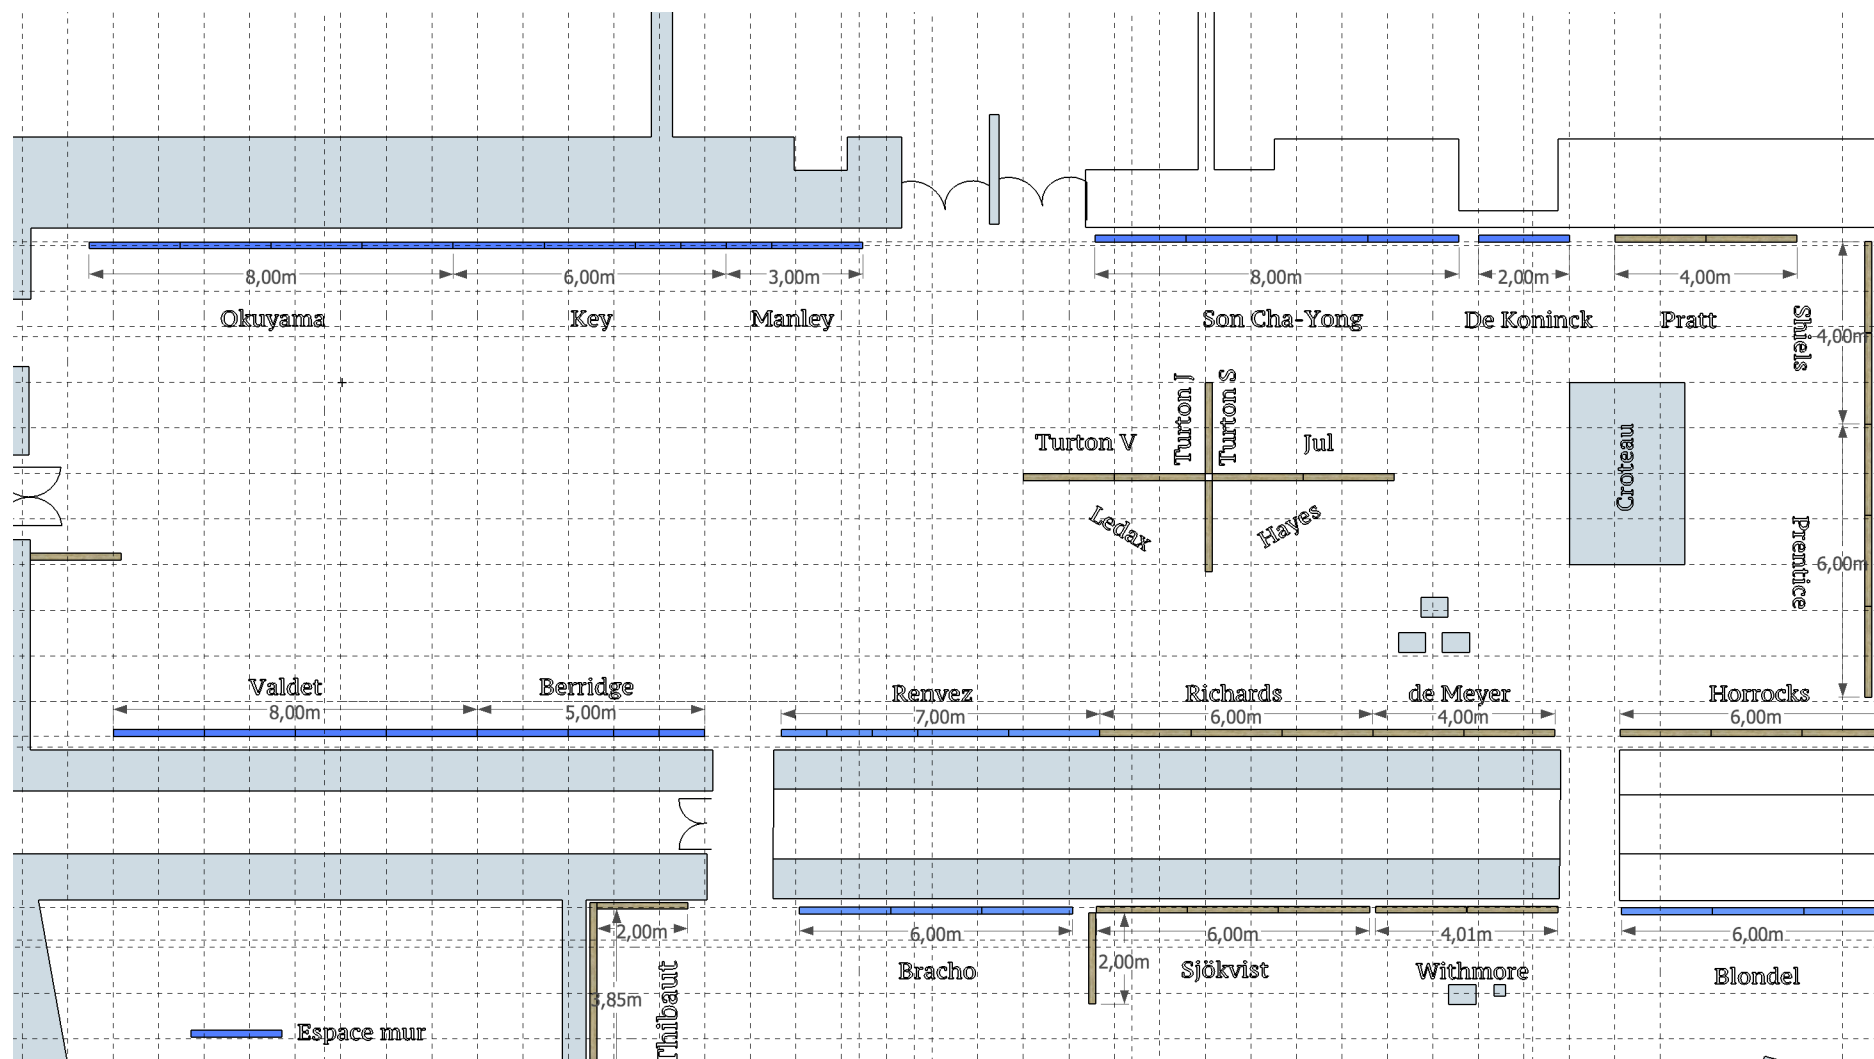 8,00m
6,00m
3,00m
8,00m
2,00m
4,00m
Okuyama
Key
Manley
Son Cha-Yong
De Koninck
Pratt
Shiels
4,00m
Turton J
Turton S
Turton V
Jul
Croteau
Ledax
Hayes
Prentice
6,00m
Valdet
Berridge
Renvez
Richards
de Meyer
Horrocks
8,00m
5,00m
7,00m
6,00m
4,00m
6,00m
2,00m
6,00m
6,00m
4,01m
6,00m
2,00m
Bracho
Sjökvist
Withmore
Blondel
3,85m
Thibaut
Espace mur